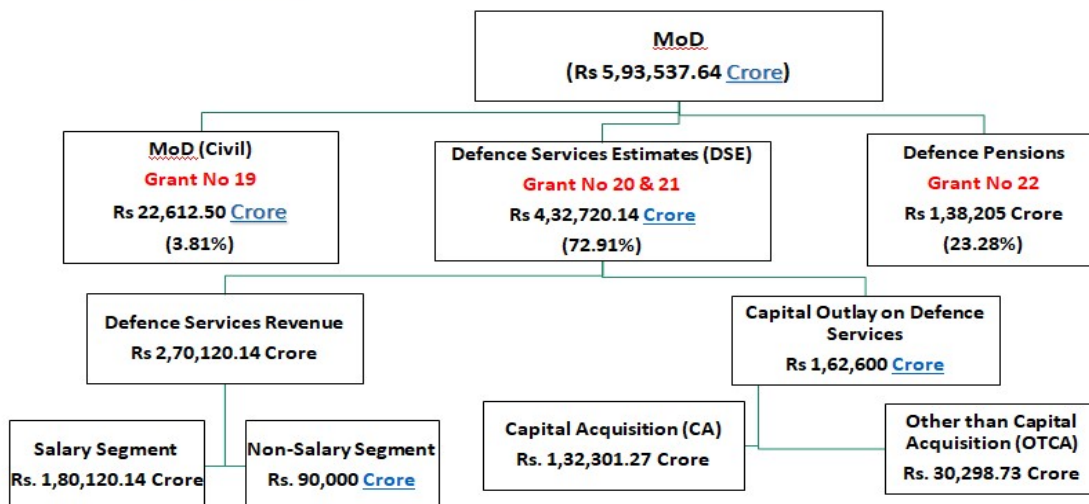 MoD
(Rs 5,93,537.64 Crore)
MoD (Civil)
Grant No 19
Rs 22,612.50 Crore
(3.81%)
Defence Services Estimates (DSE)
Grant No 20 & 21
Rs 4,32,720.14 Crore
(72.91%)
Defence Pensions
Grant No 22
Rs 1,38,205 Crore
(23.28%)
Defence Services Revenue
Rs 2,70,120.14 Crore
Capital Outlay on Defence
Services
Rs 1,62,600 Crore
Salary Segment
Rs. 1,80,120.14 Crore
Non-Salary Segment
Rs. 90,000 Crore
Capital Acquisition (CA)
Rs. 1,32,301.27 Crore
Other than Capital
Acquisition (OTCA)
Rs. 30,298.73 Crore